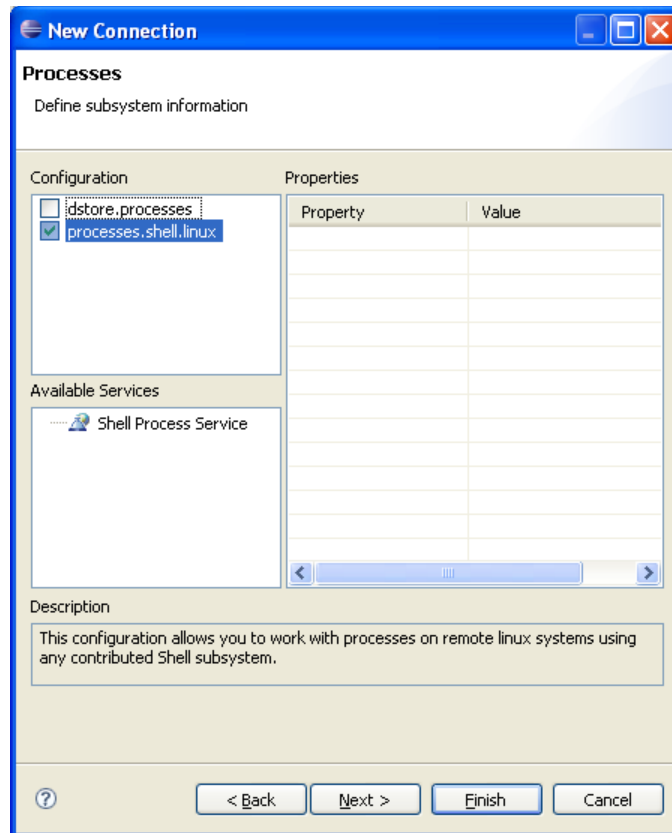 New Connection
Processes
Define subsystem information
Configuration
dstore.processes
processes.shell.linux
Available Services
Shell Process Service
Properties
Property Value
Description
This configuration allows you to work with processes on remote linux systems using
any contributed Shell subsystem.
? < Back Next > Finish Cancel